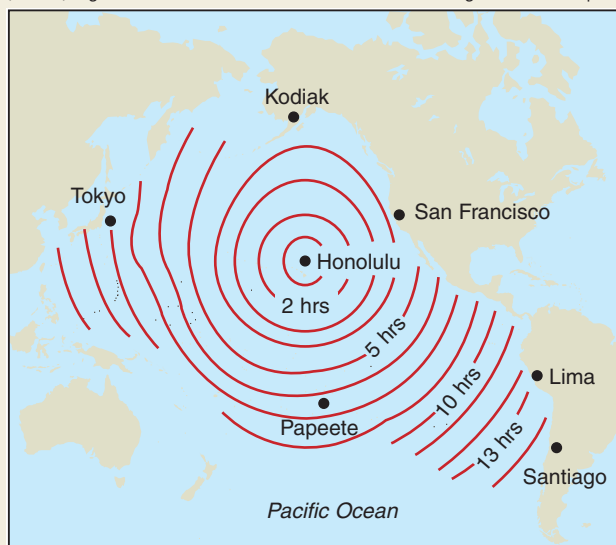 Kodiak
Tokyo
San Francisco
Honolulu
2 hrs
5 hrs
Lima
10 hrs
Papeete
13 hrs
Santiago
Pacific Ocean